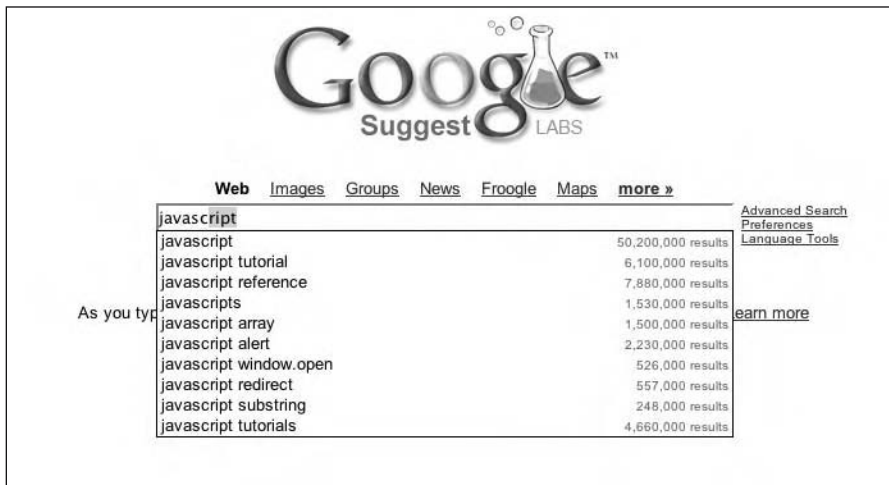 Google™
Suggest LABS
Web Images Groups News Froogle Maps more »
javascript
Advanced Search
Preferences
Language Tools
javascript 50,200,000 results
javascript tutorial 6,100,000 results
javascript reference 7,880,000 results
javascripts 1,530,000 results
As you typ
earn more
javascript array 1,500,000 results
javascript alert 2,230,000 results
javascript window.open 526,000 results
javascript redirect 557,000 results
javascript substring 248,000 results
javascript tutorials 4,660,000 results